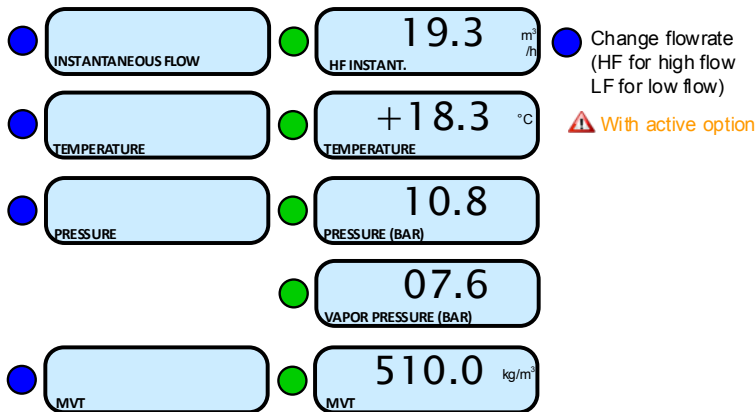 INSTANTANEOUS FLOW
19.3 m³/h
HF INSTANT.
Change flowrate
(HF for high flow
LF for low flow)
With active option
TEMPERATURE
+18.3 °C
TEMPERATURE
PRESSURE
10.8
PRESSURE (BAR)
07.6
VAPOR PRESSURE (BAR)
MVT
510.0 kg/m³
MVT